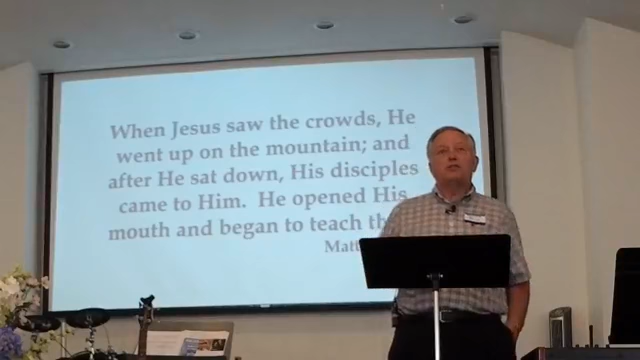 When Jesus saw the crowds, He
went up on the mountain; and
after He sat down, His disciples
came to Him.  He opened His
mouth and began to teach